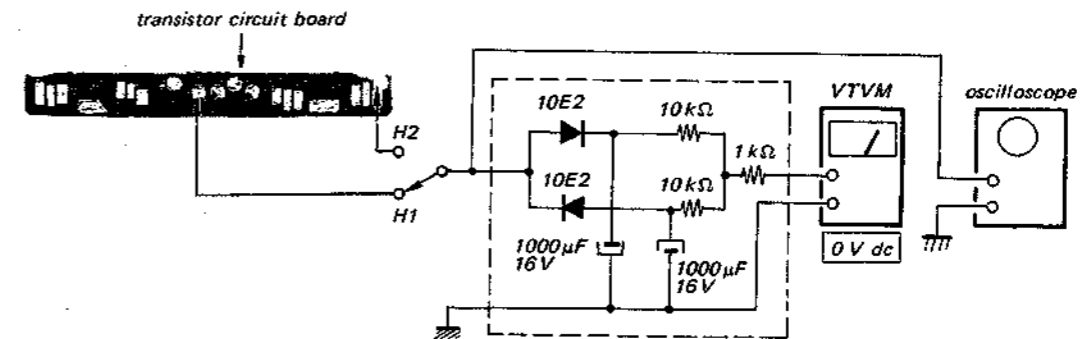 transistor circuit board
H2
H1
10E2
10E2
10kΩ
10kΩ
1kΩ
1000μF
16V
1000μF
16V
VTVM
0 V dc
oscilloscope